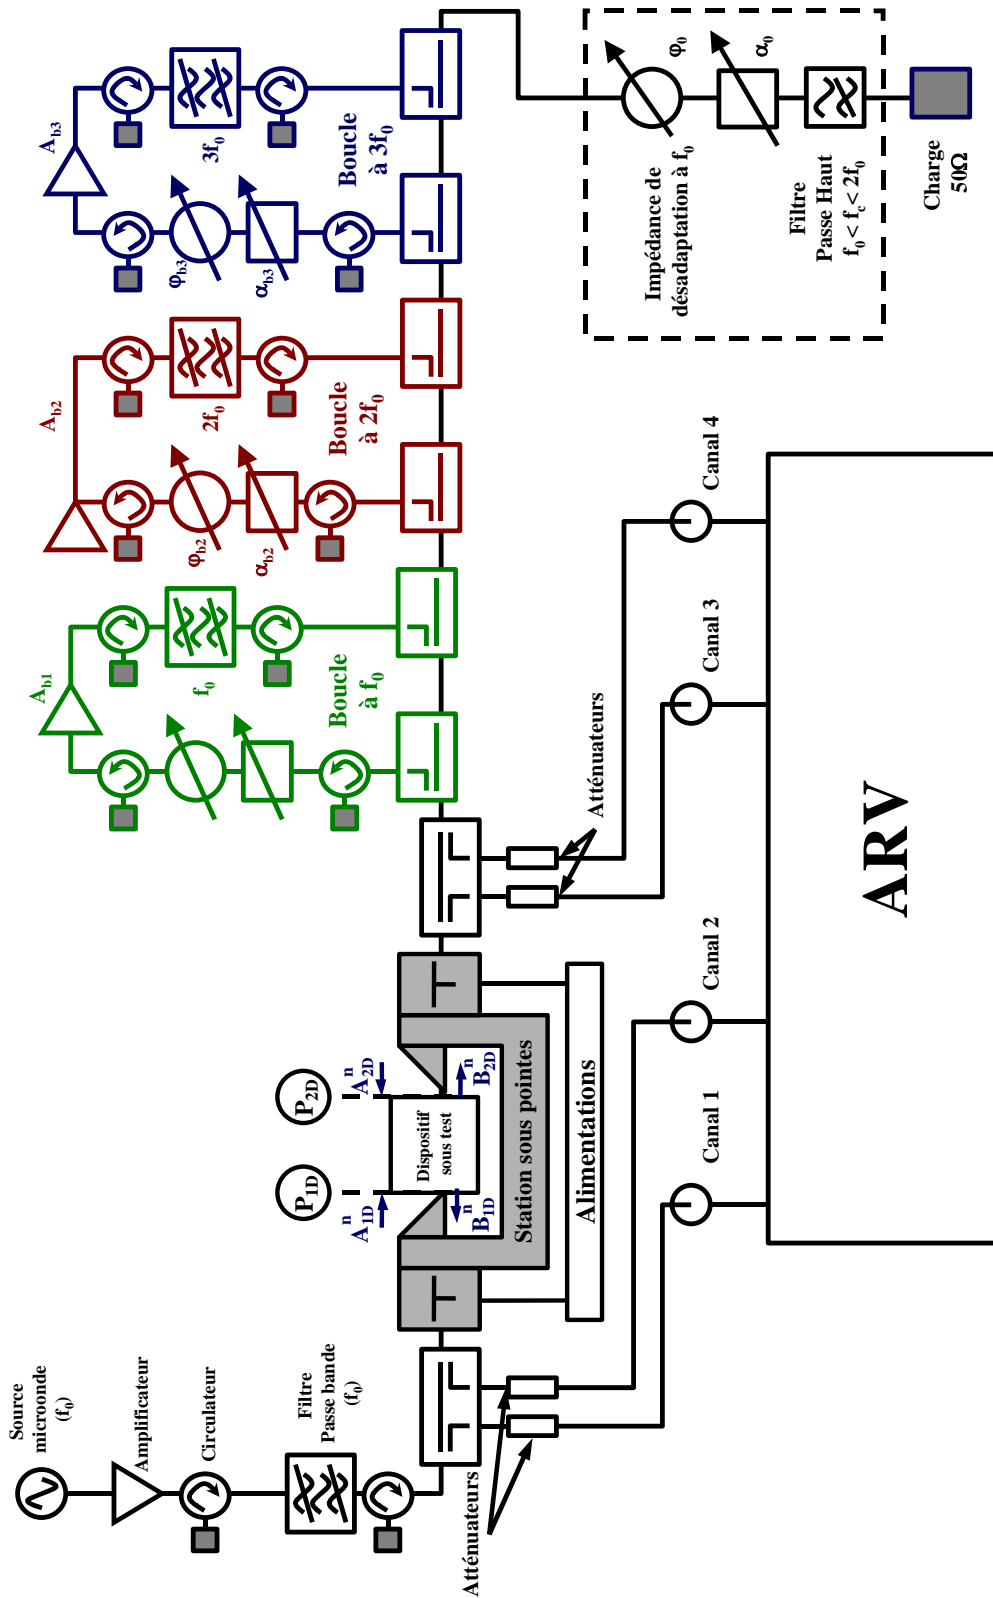 Source
microonde
(f0)
Amplificateur
Circulateur
Filtre
Passe bande
(f0)
Atténuateurs
P1D
P2D
n
A1D
n
A2D
n
B1D
n
B2D
Dispositif
sous test
Station sous pointes
Alimentations
Atténuateurs
Canal 1
Canal 2
Canal 3
Canal 4
ARV
Ab1
f0
Boucle
à f0
Ab2
φb2
αb2
2f0
Boucle
à 2f0
Ab3
φb3
αb3
3f0
Boucle
à 3f0
φ0
α0
Impédance de
désadaptation à f0
Filtre
Passe Haut
f0 < fc < 2f0
Charge
50Ω